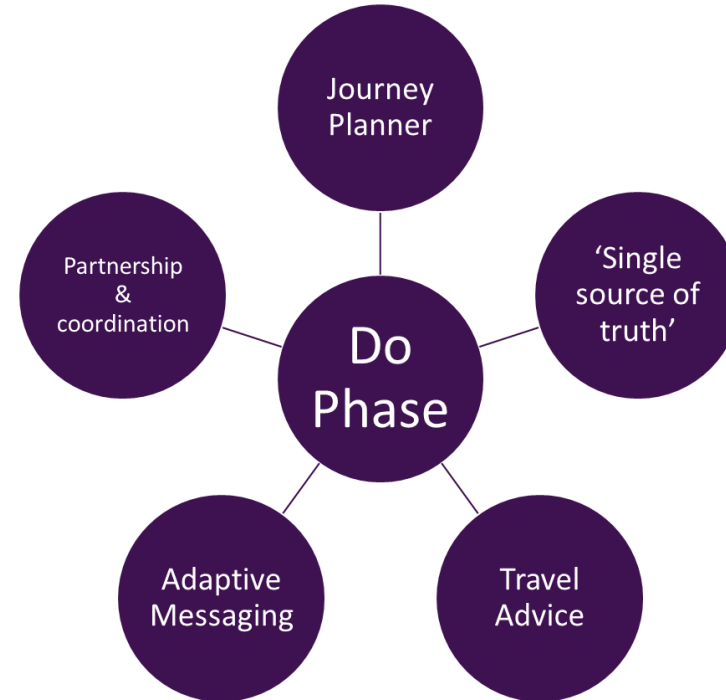 Journey
Planner
Partnership
&
coordination
‘Single
source of
truth’
Do
Phase
Adaptive
Messaging
Travel
Advice